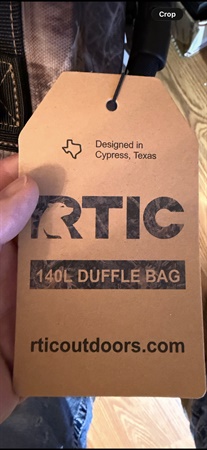 Crop
Designed in
Cypress, Texas
RTIC
140L DUFFLE BAG
rticoutdoors.com